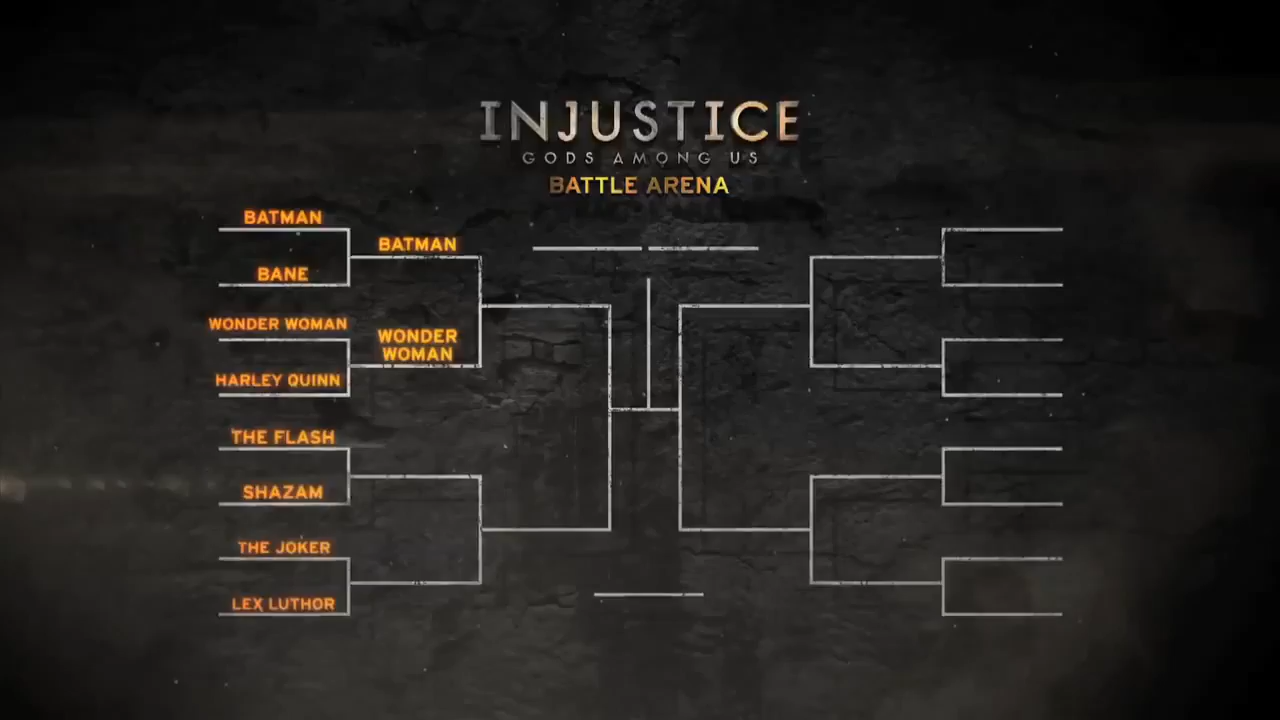 INJUSTICE
GODS AMONG US
BATTLE ARENA
BATMAN
BATMAN
BANE
WONDER WOMAN
WONDER
WOMAN
HARLEY QUINN
THE FLASH
SHAZAM
THE JOKER
LEX LUTHOR